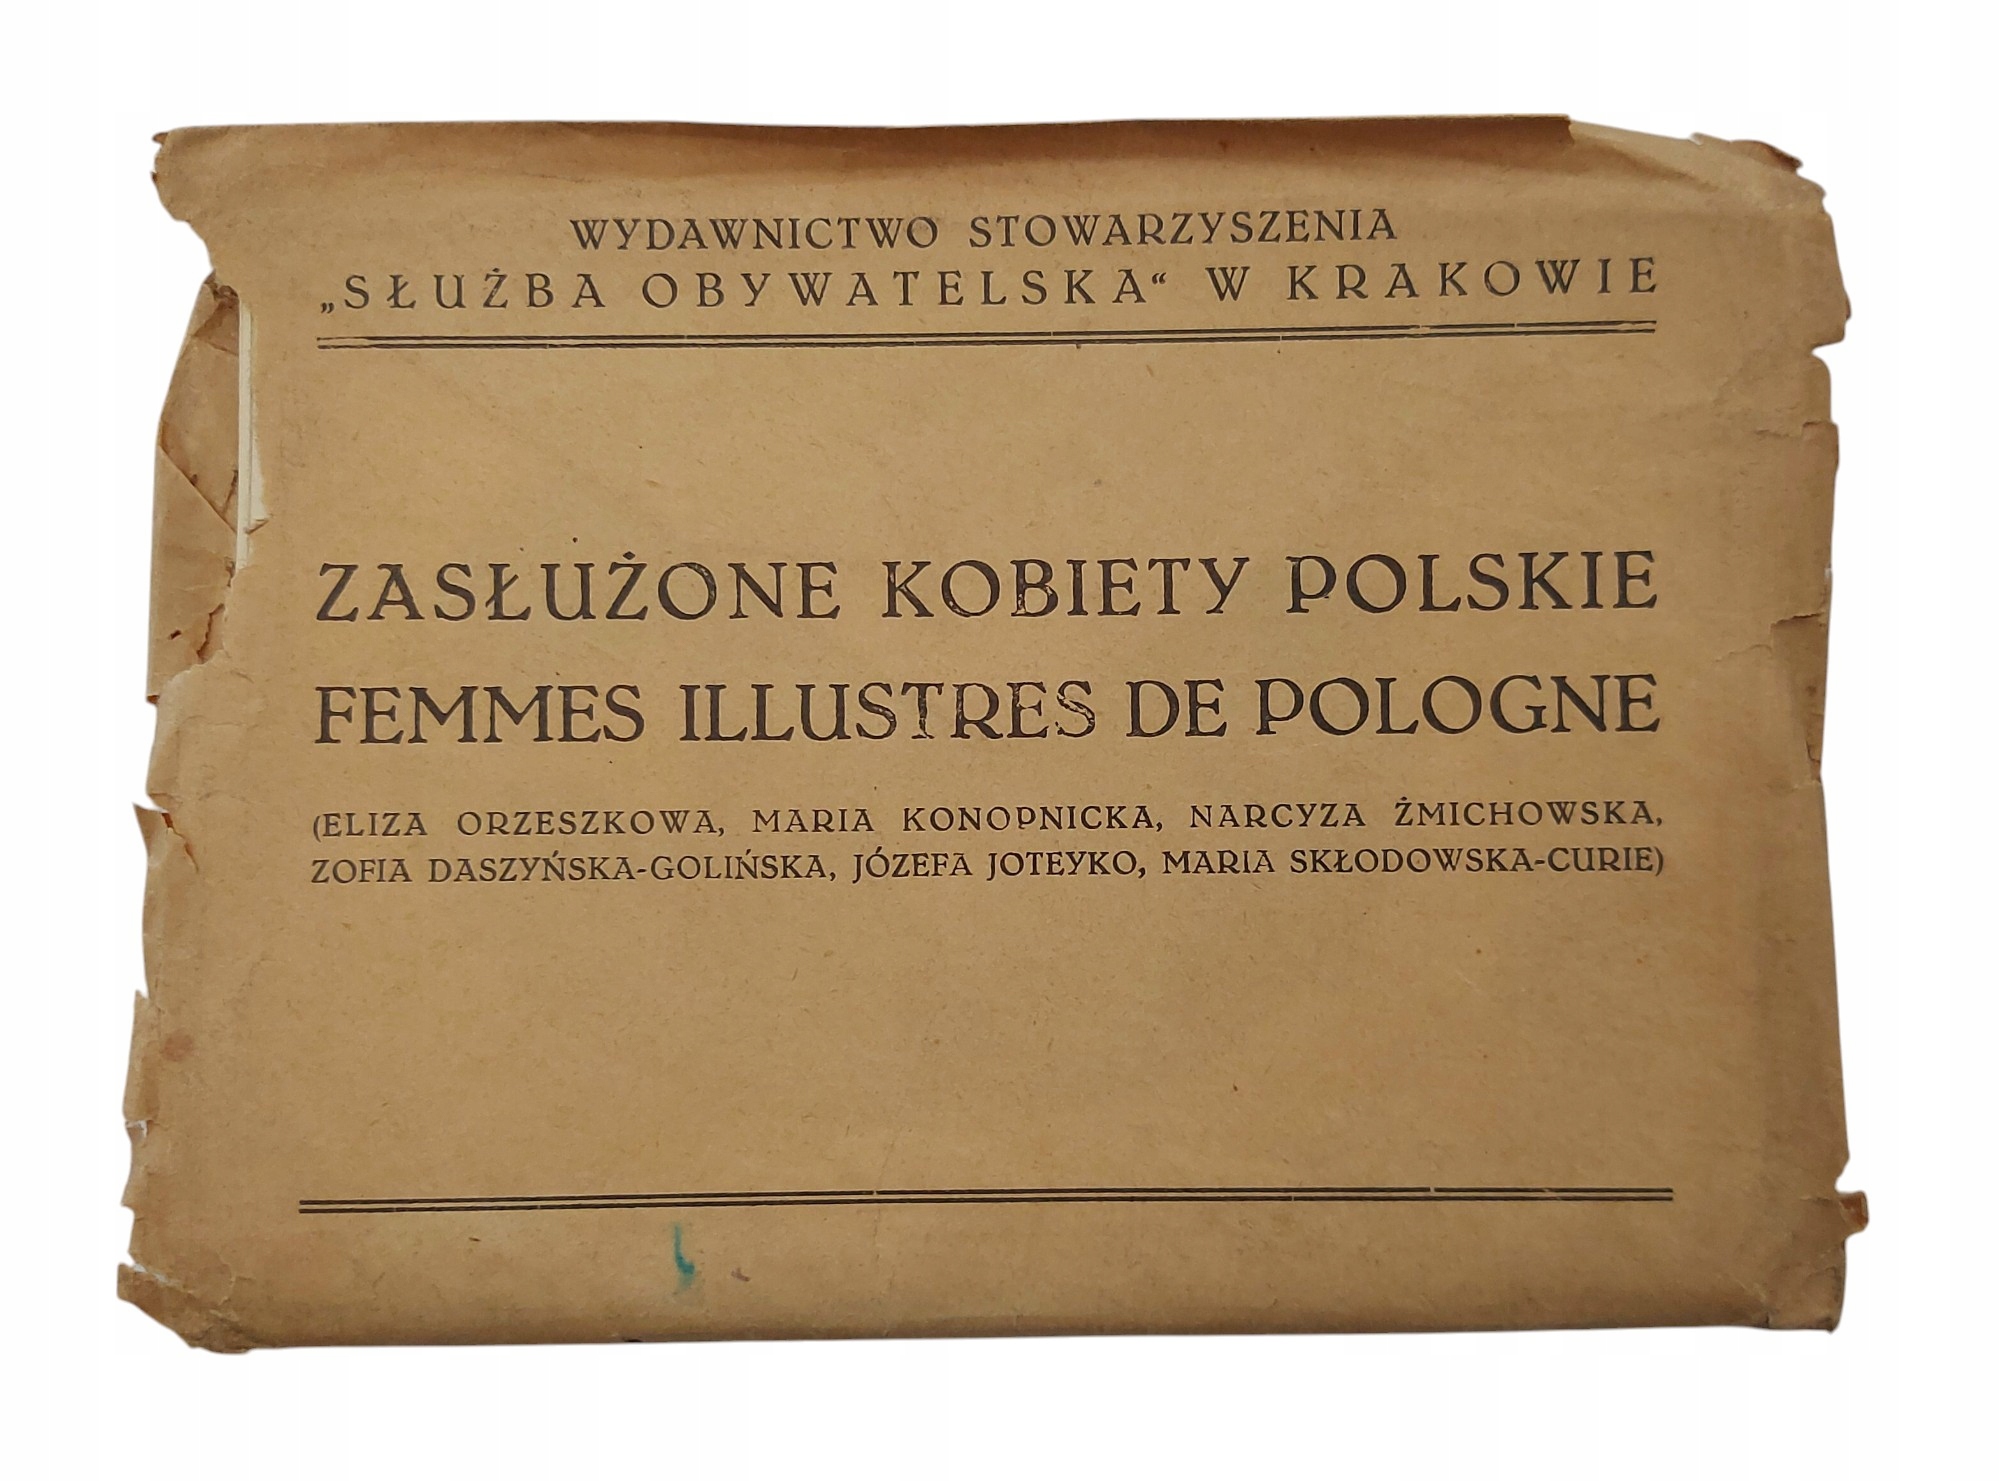 WYDAWNICTWO STOWARZYSZENIA
„SŁUŻBA OBYWATELSKA“ W KRAKOWIE
ZASŁUŻONE KOBIETY POLSKIE
FEMMES ILLUSTRES DE POLOGNE
(ELIZA ORZESZKOWA, MARIA KONOPNICKA, NARCYZA ŻMICHOWSKA,
ZOFIA DASZYŃSKA-GOLIŃSKA, JÓZEFA JOTEYKO, MARIA SKŁODOWSKA-CURIE)